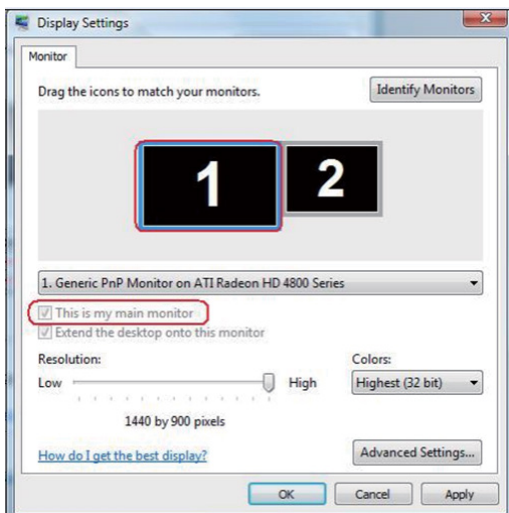 Display Settings
Monitor
Drag the icons to match your monitors.
Identify Monitors
1
2
1. Generic PnP Monitor on ATI Radeon HD 4800 Series
This is my main monitor
Extend the desktop onto this monitor
Resolution:
Colors:
Low
High
Highest (32 bit)
1440 by 900 pixels
How do I get the best display?
Advanced Settings...
OK
Cancel
Apply